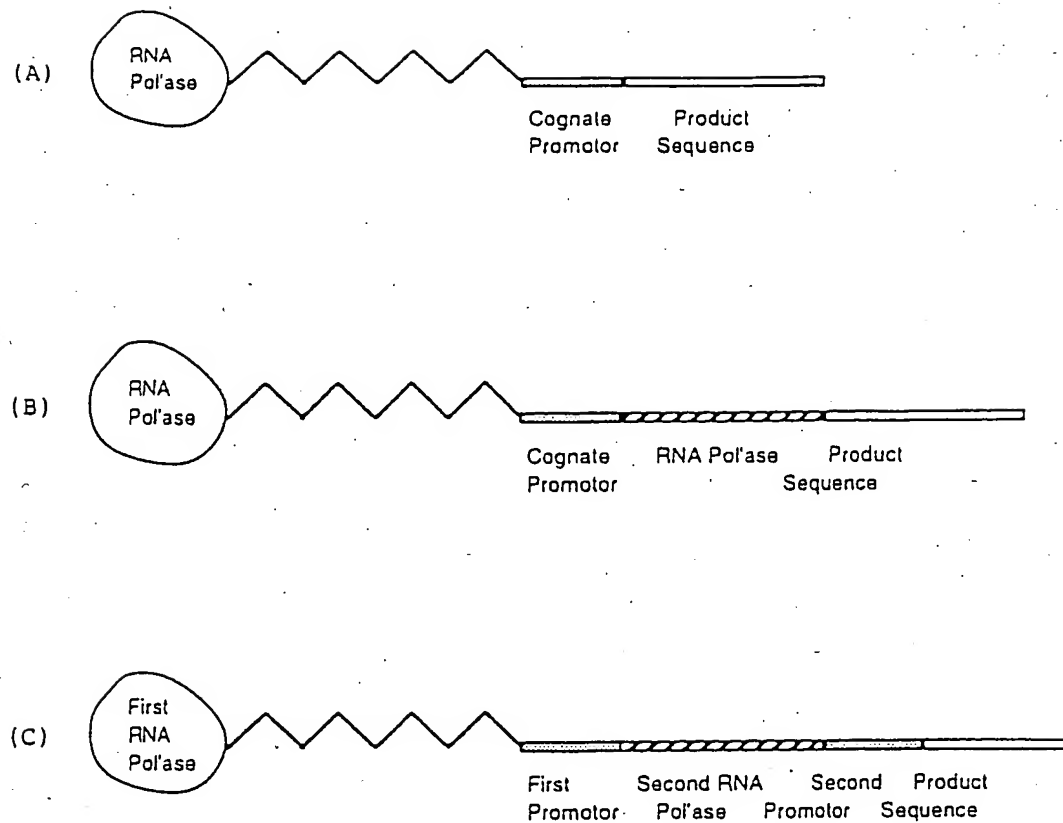 (A)
RNA
Pol'ase
Cognate Product
Promotor Sequence
(B)
RNA
Pol'ase
Cognate RNA Pol'ase Product
Promotor Sequence
(C)
First
RNA
Pol'ase
First Second RNA Second Product
Promotor Pol'ase Promotor Sequence